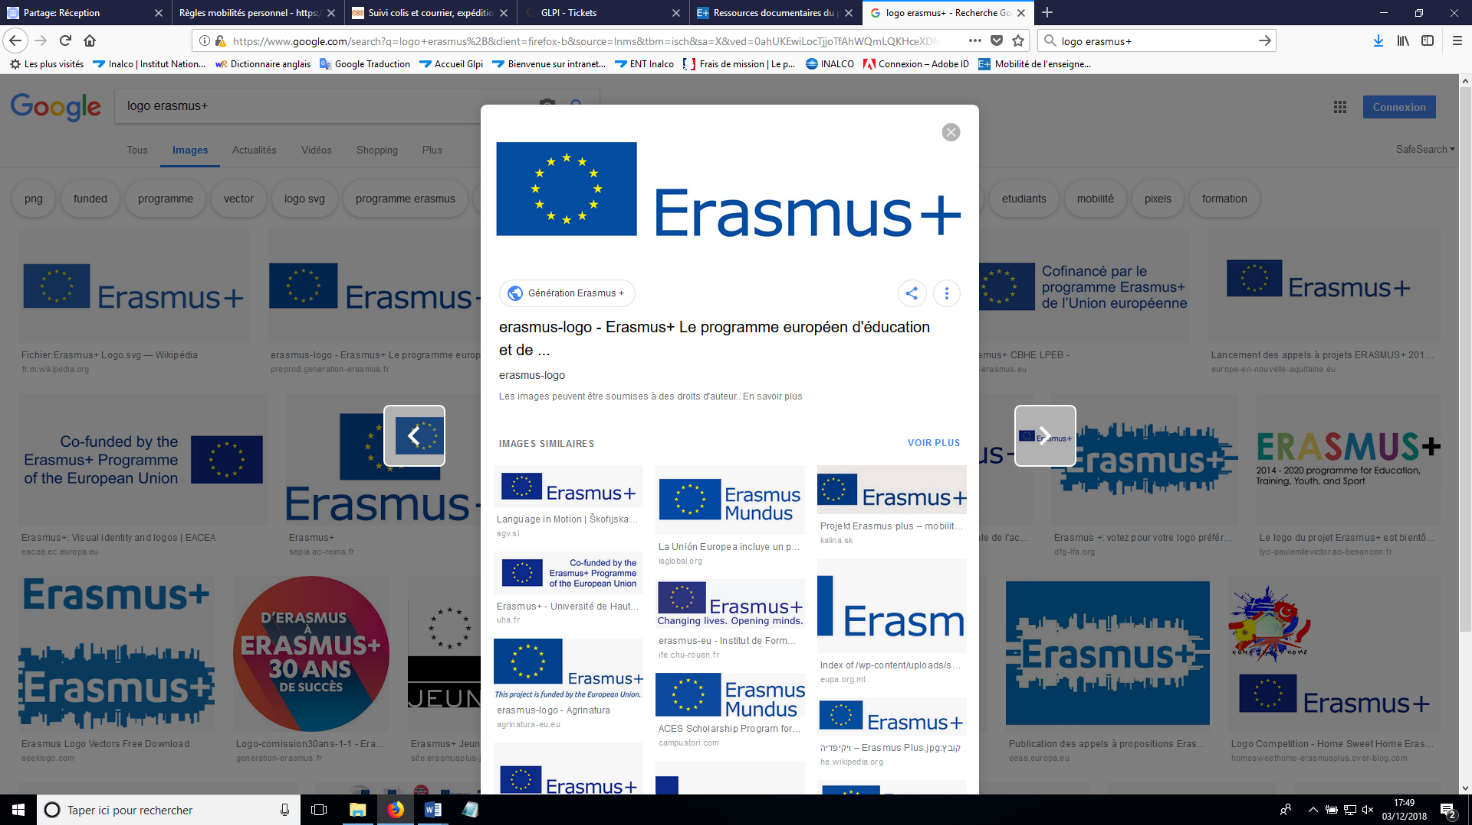 Partage: Réception
Règles mobilités personnel - https:/
Suivi colis et courrier, expéditio
GLPI - Tickets
Ressources documentaires du p
logo erasmus+ - Recherche Go
https://www.google.com/search?q=logo+erasmus%2B&client=firefox-b&source=lnms&tbm=isch&sa=X&ved=
logo erasmus+
Les plus visités
Inalco | Institut Nation...
Dictionnaire anglais
Google Traduction
Accueil Glpi
Bienvenue sur intranet...
ENT Inalco
Frais de mission | Le p...
INALCO
Connexion – Adobe ID
Mobilité de l'enseigne...
Google
logo erasmus+
Connexion
Tous
Images
Actualités
Vidéos
Shopping
Plus
SafeSearch
png
funded
programme
vector
logo svg
programme erasmus
etudiants
mobilité
pixels
formation
Erasmus+
Fichier:Erasmus+ Logo.svg — Wikipédia
fr.m.wikipedia.org
Erasmus+
erasmus-logo - Erasmus+ Le programme europ
preprod.generation-erasmus.fr
Cofinancé par le
programme Erasmus+
de l'Union européenne
smus+ CBHE LPEB -
erasmus.eu
Erasmus+
Lancement des appels à projets ERASMUS+ 201...
europe-en-nouvelle-aquitaine.eu
Co-funded by the
Erasmus+ Programme
of the European Union
Erasmus+: Visual identity and logos | EACEA
eacea.ec.europa.eu
Erasmus+
Erasmus+
sepia.ac-reims.fr
Erasmus+
Erasmus +: votez pour votre logo préfér...
dfg-lfa.org
ERASMUS+
2014 - 2020 programme for Education,
Training, Youth, and Sport
Le logo du projet Erasmus+ est bientô...
lyc-paulemilevictor.ac-besancon.fr
Erasmus+
Erasmus+
Erasmus Logo Vectors Free Download
seeklogo.com
D'ERASMUS
À
ERASMUS+
30 ANS
DE SUCCÈS
Logo-comission30ans-1-1 - Era...
generation-erasmus.fr
JEUN
Erasmus+ Jeun
site.erasmusplus-j
Erasmus+
Publication des appels à propositions Eras...
eeas.europa.eu
Erasmus+
Logo Competition - Home Sweet Home Eras...
homesweethome-erasmusplus.over-blog.com
Erasmus+
Génération Erasmus +
erasmus-logo - Erasmus+ Le programme européen d'éducation
et de ...
erasmus-logo
Les images peuvent être soumises à des droits d'auteur.. En savoir plus
IMAGES SIMILAIRES
VOIR PLUS
Erasmus+
Language in Motion | Škofijska...
sgv.si
Co-funded by the
Erasmus+ Programme
of the European Union
Erasmus+ - Université de Haut...
uha.fr
Erasmus+
This project is funded by the European Union.
erasmus-logo - Agrinatura
agrinatura-eu.eu
Erasmus+
Erasmus
Mundus
La Unión Europea incluye un p...
isglobal.org
Erasmus+
Changing lives. Opening minds.
erasmus-eu - Institut de Form...
ife.chu-rouen.fr
Erasmus
Mundus
ACES Scholarship Program for...
campustori.com
Erasmus+
Projekt Erasmus plus – mobilit...
kalina.sk
Erasm
Index of /wp-content/uploads/s...
eupa.org.mt
Erasmus+
קובץ:Erasmus Plus.jpg – ויקיפדיה
he.wikipedia.org
Taper ici pour rechercher
17:49
03/12/2018
2